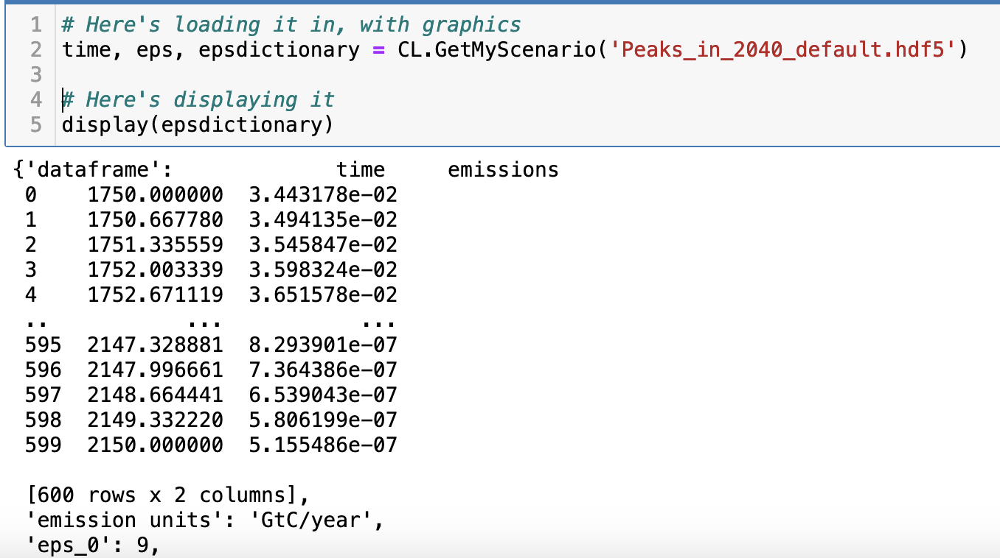 1 # Here's loading it in, with graphics
2 time, eps, epsdictionary = CL.GetMyScenario('Peaks_in_2040_default.hdf5')
3
4 # Here's displaying it
5 display(epsdictionary)
{'dataframe':             time     emissions
0    1750.000000  3.443178e-02
1    1750.667780  3.494135e-02
2    1751.335559  3.545847e-02
3    1752.003339  3.598324e-02
4    1752.671119  3.651578e-02
..           ...           ...
595  2147.328881  8.293901e-07
596  2147.996661  7.364386e-07
597  2148.664441  6.539043e-07
598  2149.332220  5.806199e-07
599  2150.000000  5.155486e-07
[600 rows x 2 columns],
'emission units': 'GtC/year',
'eps_0': 9,